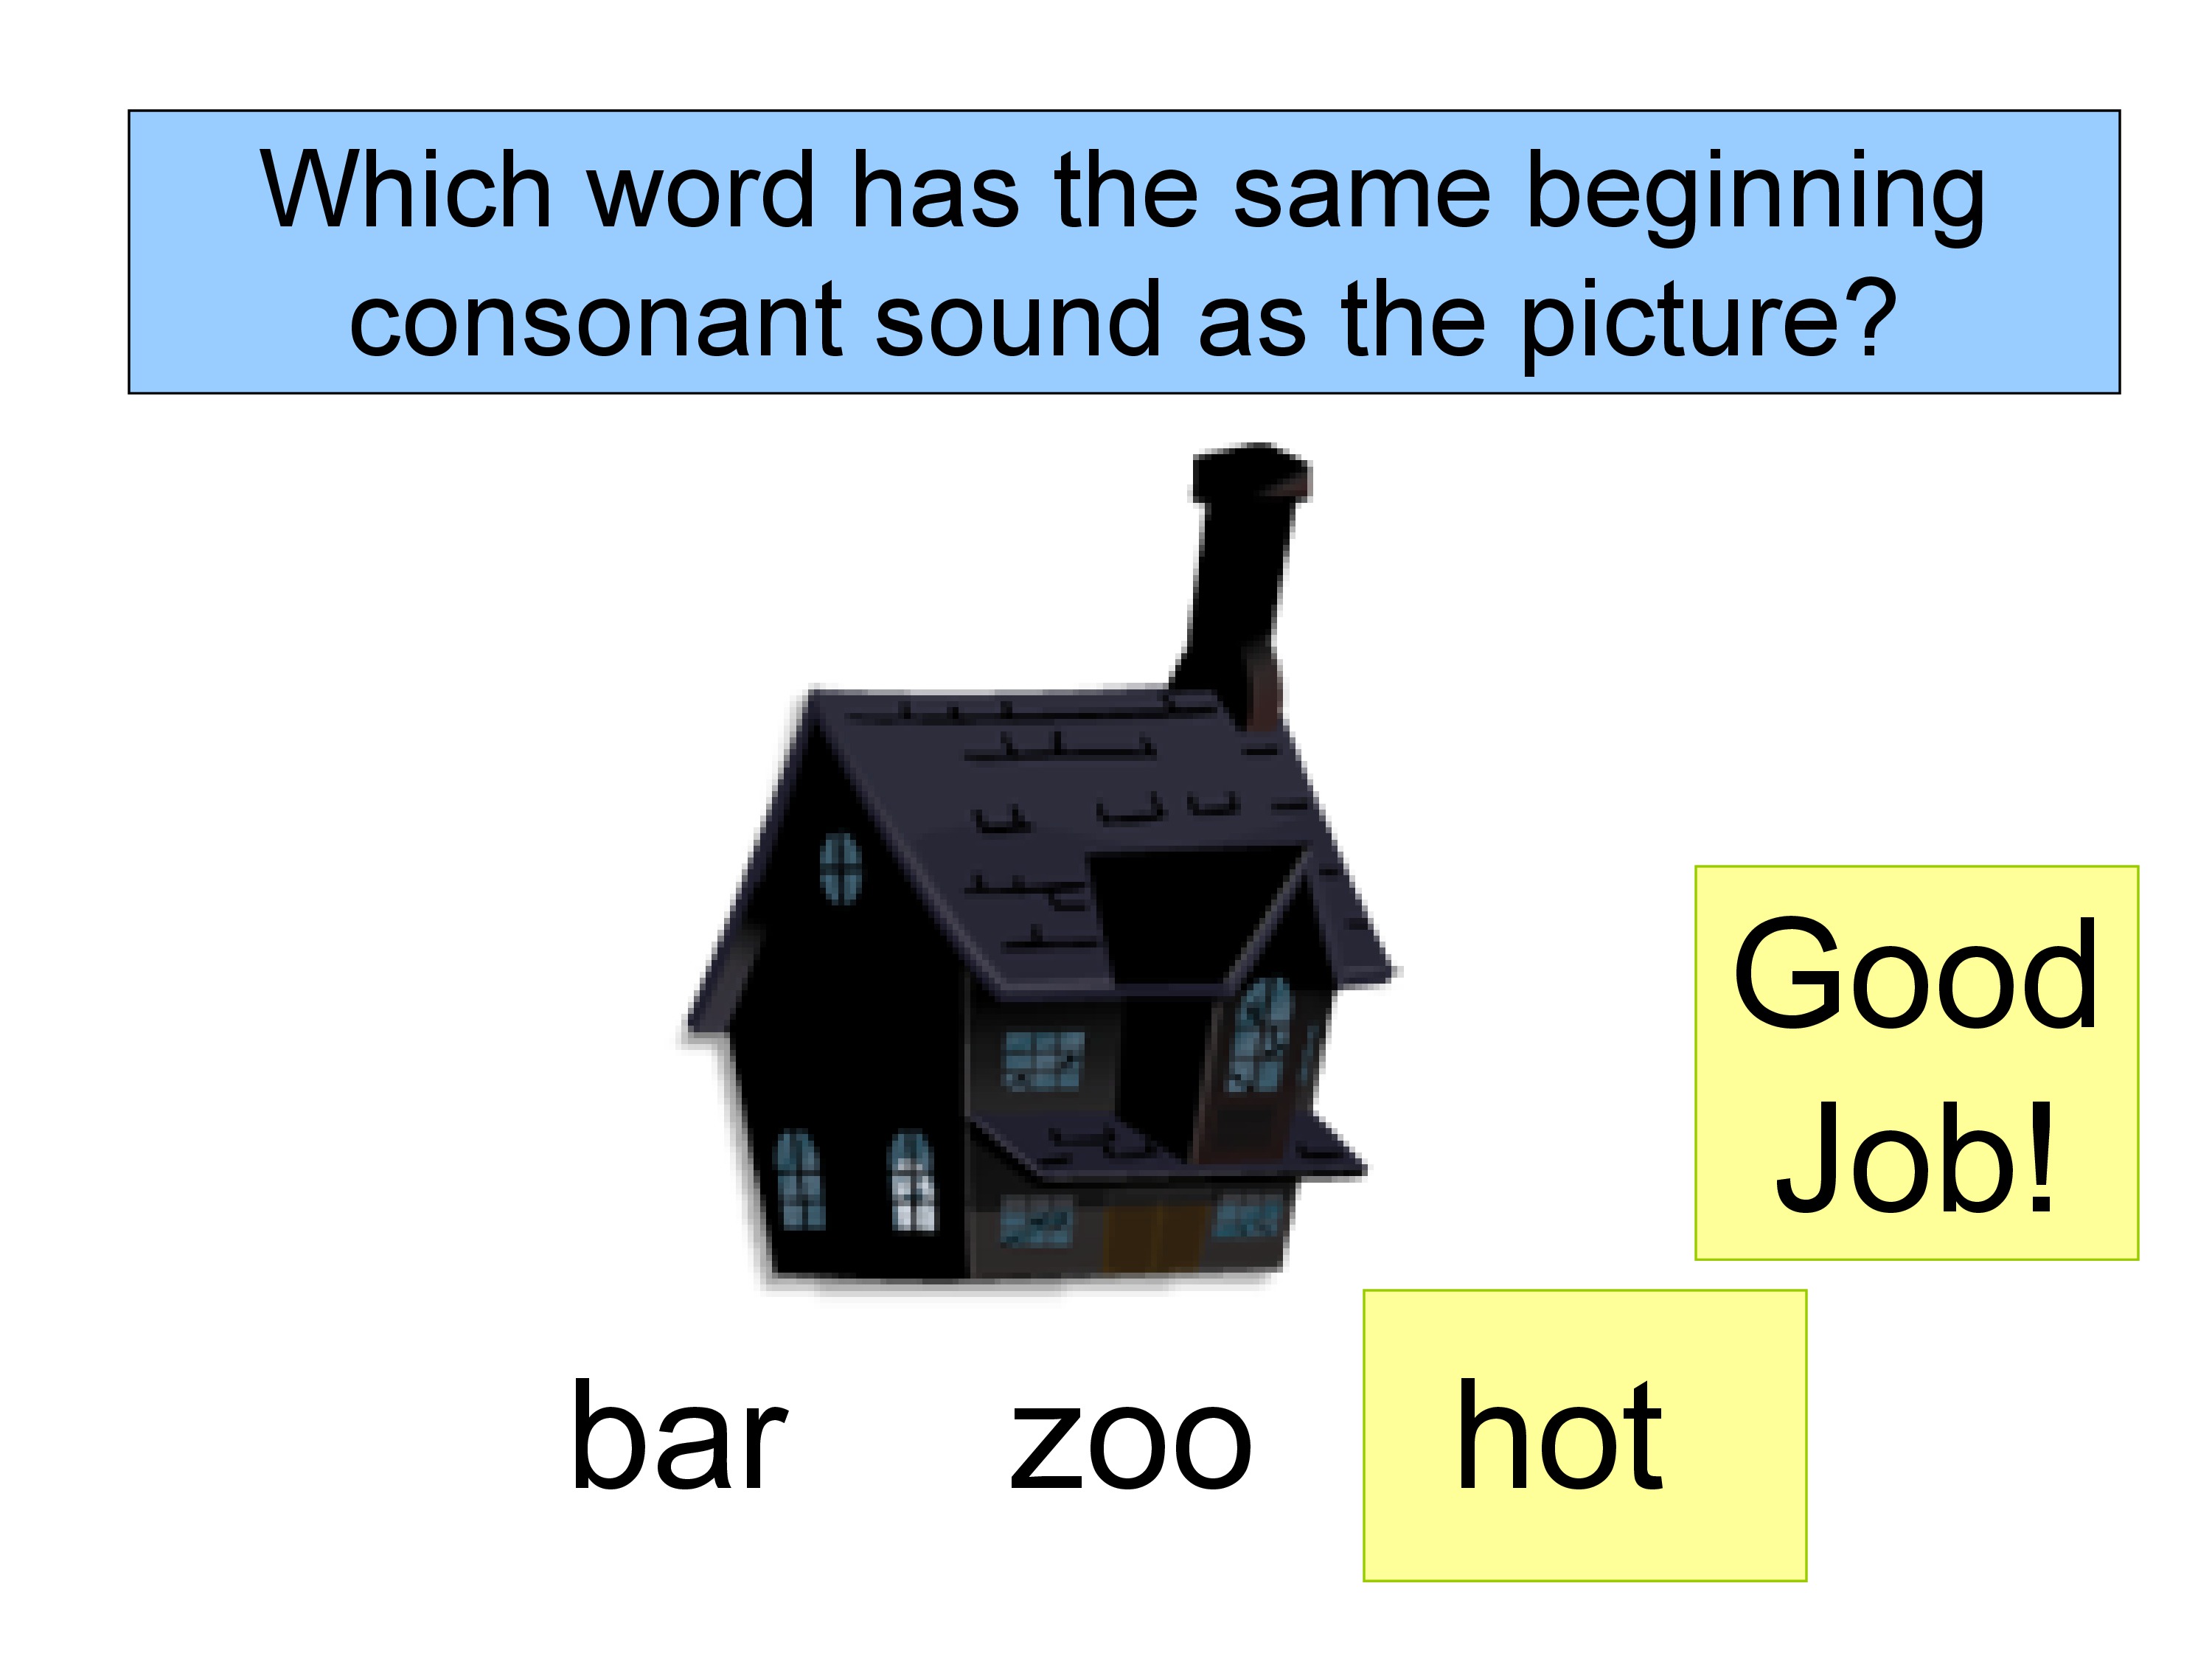 Which word has the same beginning
consonant sound as the picture?
Good
Job!
bar zoo hot